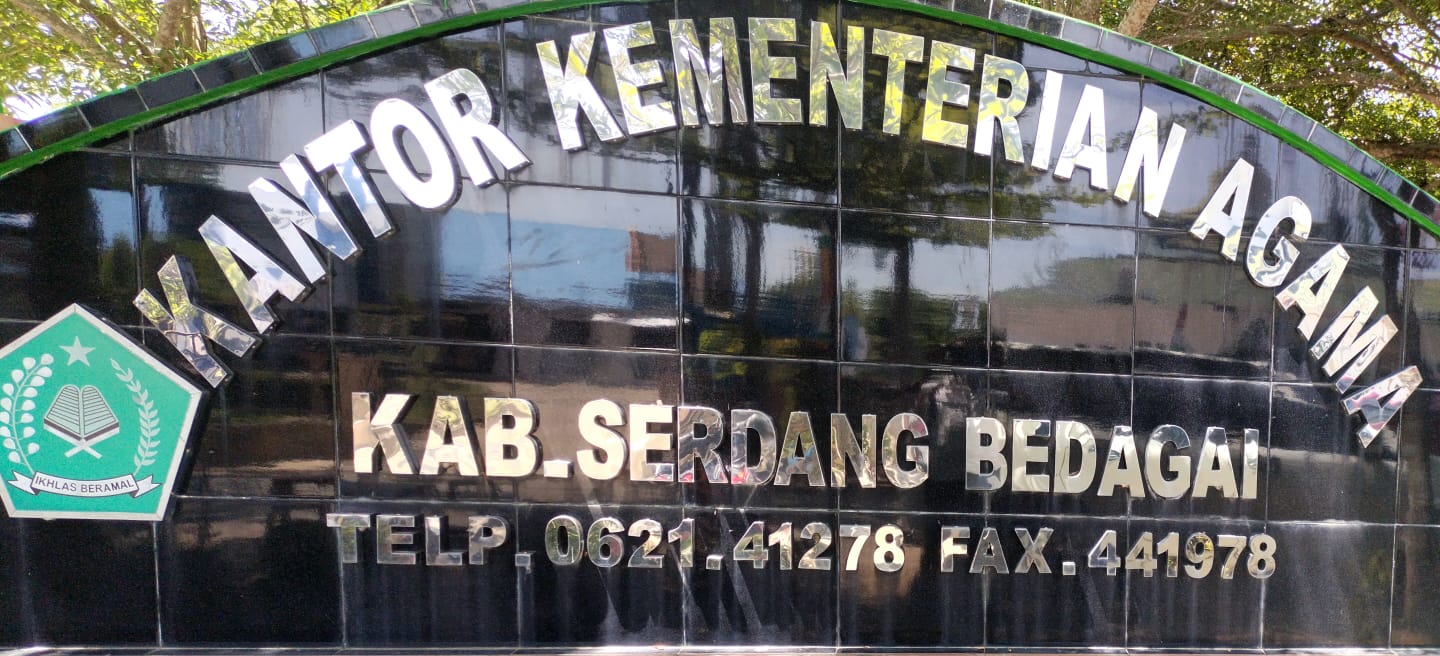 KANTOR KEMENTERIAN AGAMA
KAB. SERDANG BEDAGAI
TELP. 0621.41278 FAX. 441978
IKHLAS BERAMAL